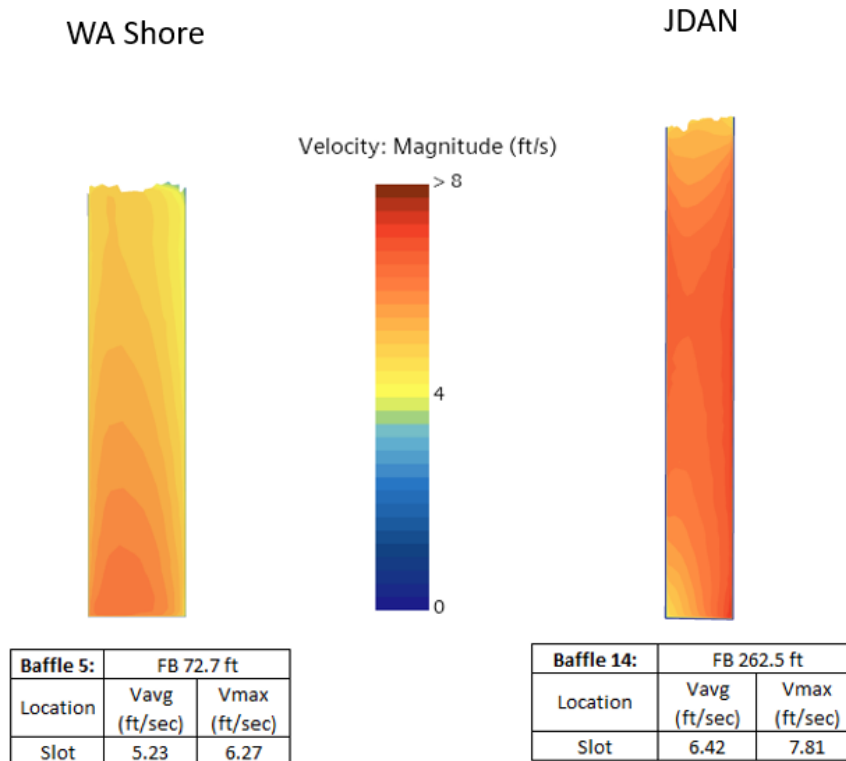 WA Shore
JDAN
Velocity: Magnitude (ft/s)
> 8
4
0
Baffle 5: FB 72.7 ft
Location Vavg (ft/sec) Vmax (ft/sec)
Slot 5.23 6.27
Baffle 14: FB 262.5 ft
Location Vavg (ft/sec) Vmax (ft/sec)
Slot 6.42 7.81